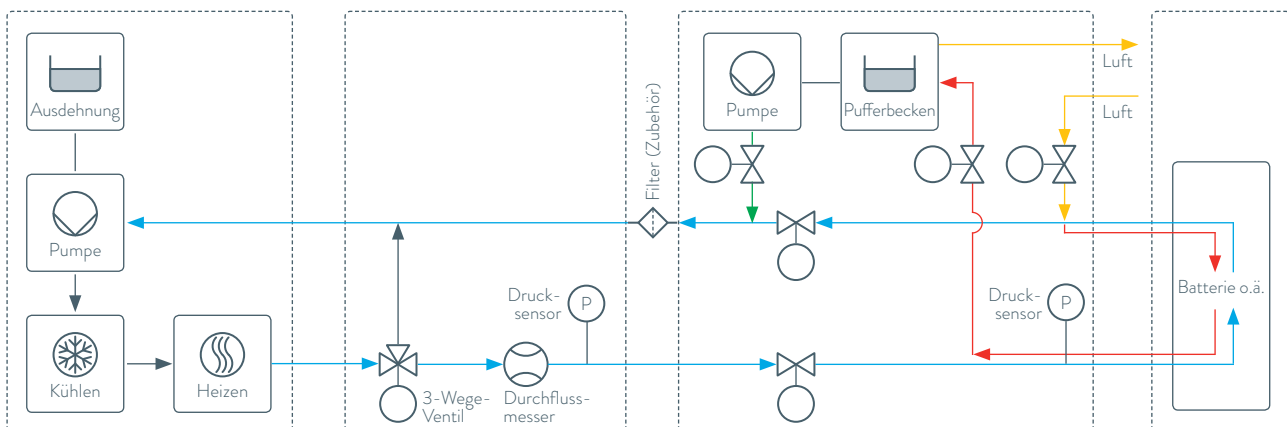 Ausdehnung
Pumpe
Kühlen
Heizen
3-Wege-
Ventil
Durchfluss-
messer
Druck-
sensor
P
Filter (Zubehör)
Pumpe
Pufferbecken
Luft
Luft
Druck-
sensor
P
Batterie o.ä.